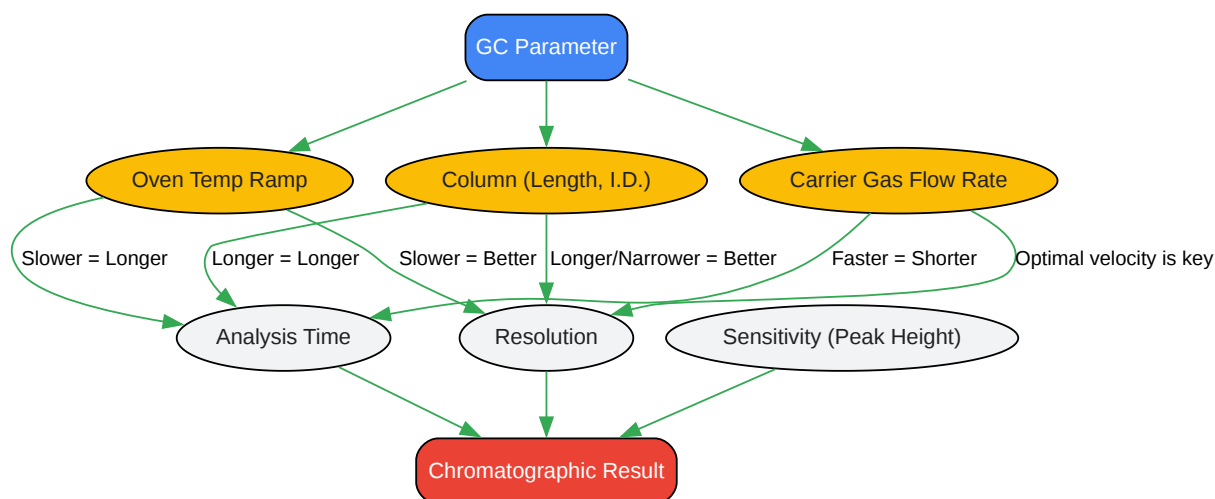 GC Parameter
Oven Temp Ramp
Column (Length, I.D.)
Carrier Gas Flow Rate
Slower = Longer
Longer = Longer
Slower = Better
Longer/Narrower = Better
Faster = Shorter
Optimal velocity is key
Analysis Time
Resolution
Sensitivity (Peak Height)
Chromatographic Result